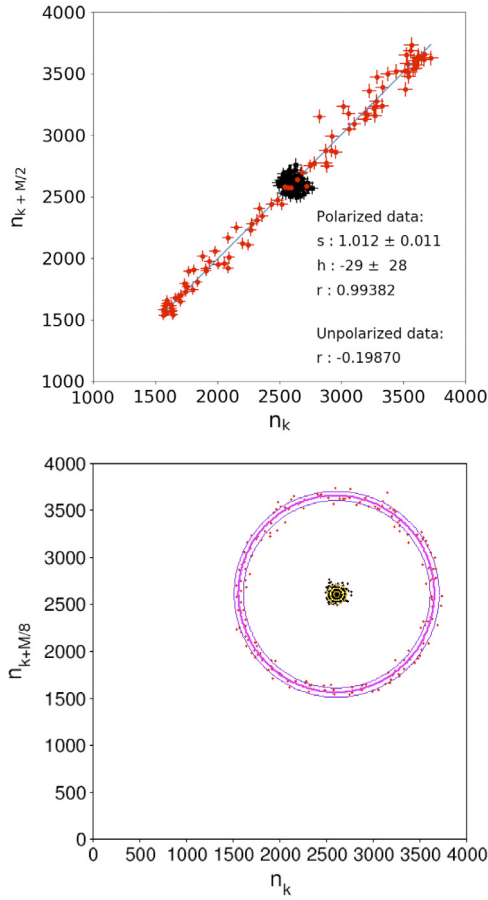 4000
3500
3000
2500
2000
1500
1000
n_{k + M/2}
Polarized data:
s : 1.012 ± 0.011
h : -29 ± 28
r : 0.99382
Unpolarized data:
r : -0.19870
1000 1500 2000 2500 3000 3500 4000
n_k
4000
3500
3000
2500
2000
1500
1000
500
0
n_{k+M/8}
0 500 1000 1500 2000 2500 3000 3500 4000
n_k